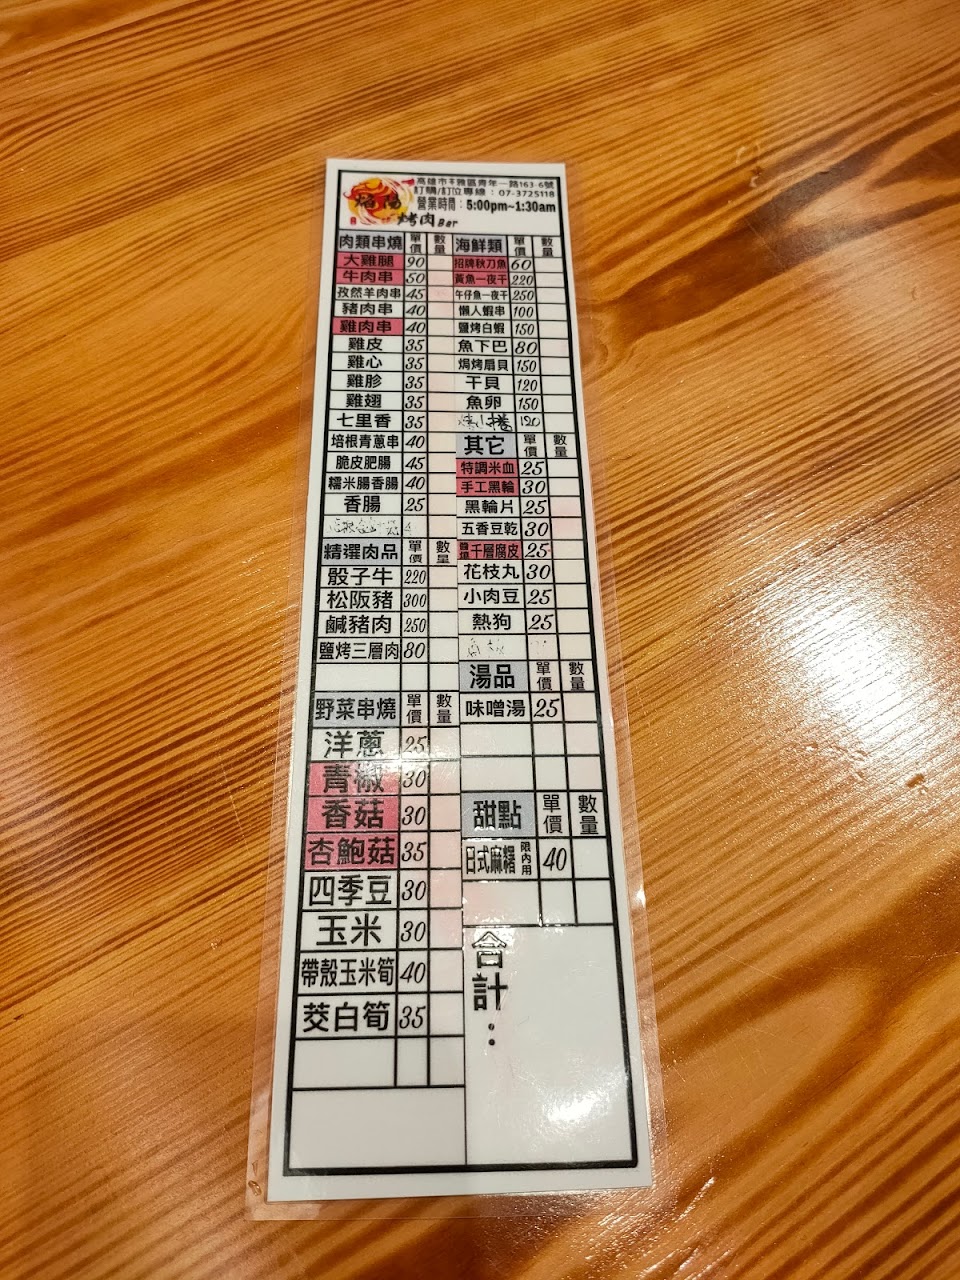 高雄市苓雅區青年一路163-6號
訂購/訂位專線：07-3725118
營業時間：5:00pm~1:30am
焰陽
烤肉Bar
肉類串燒 單價 數量
大雞腿 90
牛肉串 50
孜然羊肉串 45
豬肉串 40
雞肉串 40
雞皮 35
雞心 35
雞胗 35
雞翅 35
七里香 35
培根青蔥串 40
脆皮肥腸 45
糯米腸香腸 40
香腸 25
精選肉品 單價 數量
骰子牛 220
松阪豬 300
鹹豬肉 250
鹽烤三層肉 80
野菜串燒 單價 數量
洋蔥 25
青椒 30
香菇 30
杏鮑菇 35
四季豆 30
玉米 30
帶殼玉米筍 40
茭白筍 35
海鮮類 單價 數量
招牌秋刀魚 60
黃魚一夜干 220
午仔魚一夜干 250
懶人蝦串 100
鹽烤白蝦 150
魚下巴 80
焗烤扇貝 150
干貝 120
魚卵 150
120
其它 單價 數量
特調米血 25
手工黑輪 30
黑輪片 25
五香豆乾 30
醬燒千層腐皮 25
花枝丸 30
小肉豆 25
熱狗 25
湯品 單價 數量
味噌湯 25
甜點 單價 數量
日式麻糬 限內用 40
合計：